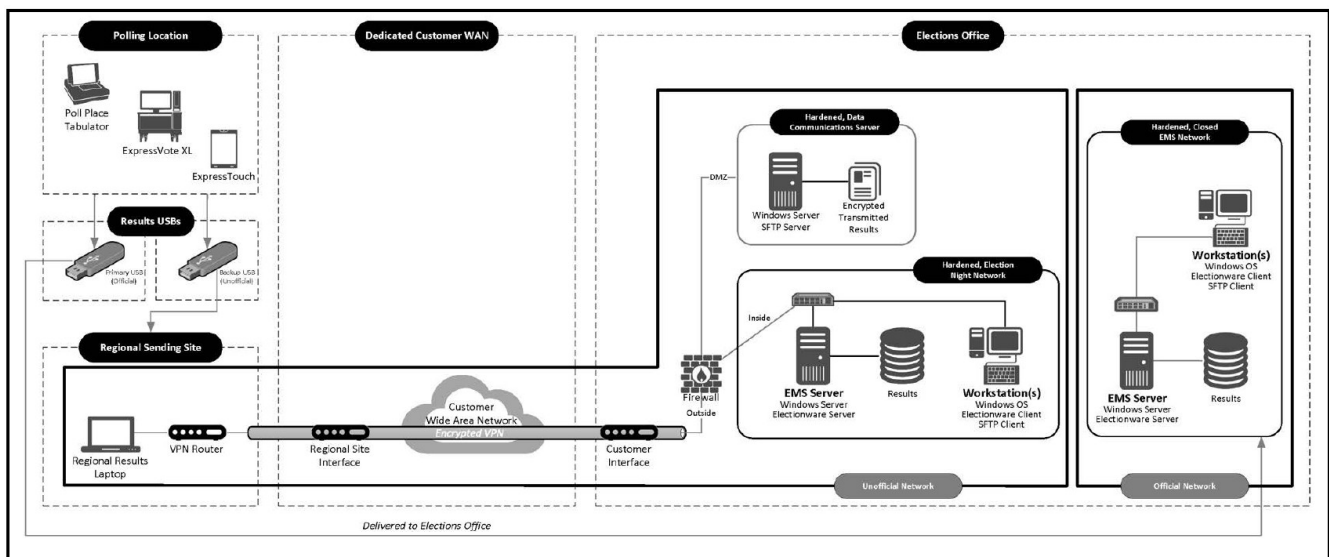 Polling Location
Poll Place
Tabulator
ExpressVote XL
ExpressTouch
Results USBs
Primary USB
(Official)
Backup USB
(Unofficial)
Regional Sending Site
Regional Results
Laptop
VPN Router
Dedicated Customer WAN
Customer
Wide Area Network
Encrypted VPN
Regional Site
Interface
Customer
Interface
Elections Office
Hardened, Data
Communications Server
DMZ
Windows Server
SFTP Server
Encrypted
Transmitted
Results
Hardened, Election
Night Network
Inside
Firewall
Outside
EMS Server
Windows Server
Electionware Server
Results
Workstation(s)
Windows OS
Electionware Client
SFTP Client
Unofficial Network
Hardened, Closed
EMS Network
Workstation(s)
Windows OS
Electionware Client
SFTP Client
EMS Server
Windows Server
Electionware Server
Results
Official Network
Delivered to Elections Office